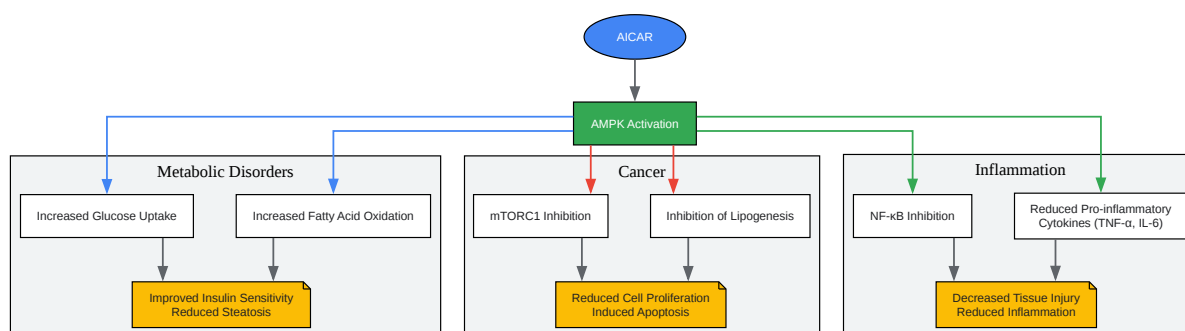 AICAR
AMPK Activation
Metabolic Disorders
Increased Glucose Uptake
Increased Fatty Acid Oxidation
Improved Insulin Sensitivity
Reduced Steatosis
Cancer
mTORC1 Inhibition
Inhibition of Lipogenesis
Reduced Cell Proliferation
Induced Apoptosis
Inflammation
NF-κB Inhibition
Reduced Pro-inflammatory
Cytokines (TNF-α, IL-6)
Decreased Tissue Injury
Reduced Inflammation